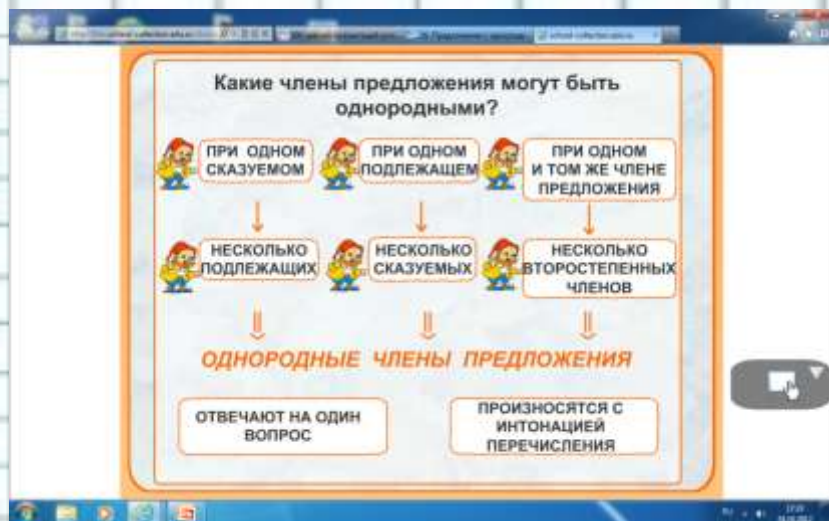 Какие члены предложения могут быть
однородными?
ПРИ ОДНОМ
СКАЗУЕМОМ
ПРИ ОДНОМ
ПОДЛЕЖАЩЕМ
ПРИ ОДНОМ
И ТОМ ЖЕ ЧЛЕНЕ
ПРЕДЛОЖЕНИЯ
НЕСКОЛЬКО
ПОДЛЕЖАЩИХ
НЕСКОЛЬКО
СКАЗУЕМЫХ
НЕСКОЛЬКО
ВТОРОСТЕПЕННЫХ
ЧЛЕНОВ
ОДНОРОДНЫЕ ЧЛЕНЫ ПРЕДЛОЖЕНИЯ
ОТВЕЧАЮТ НА ОДИН
ВОПРОС
ПРОИЗНОСЯТСЯ С
ИНТОНАЦИЕЙ
ПЕРЕЧИСЛЕНИЯ